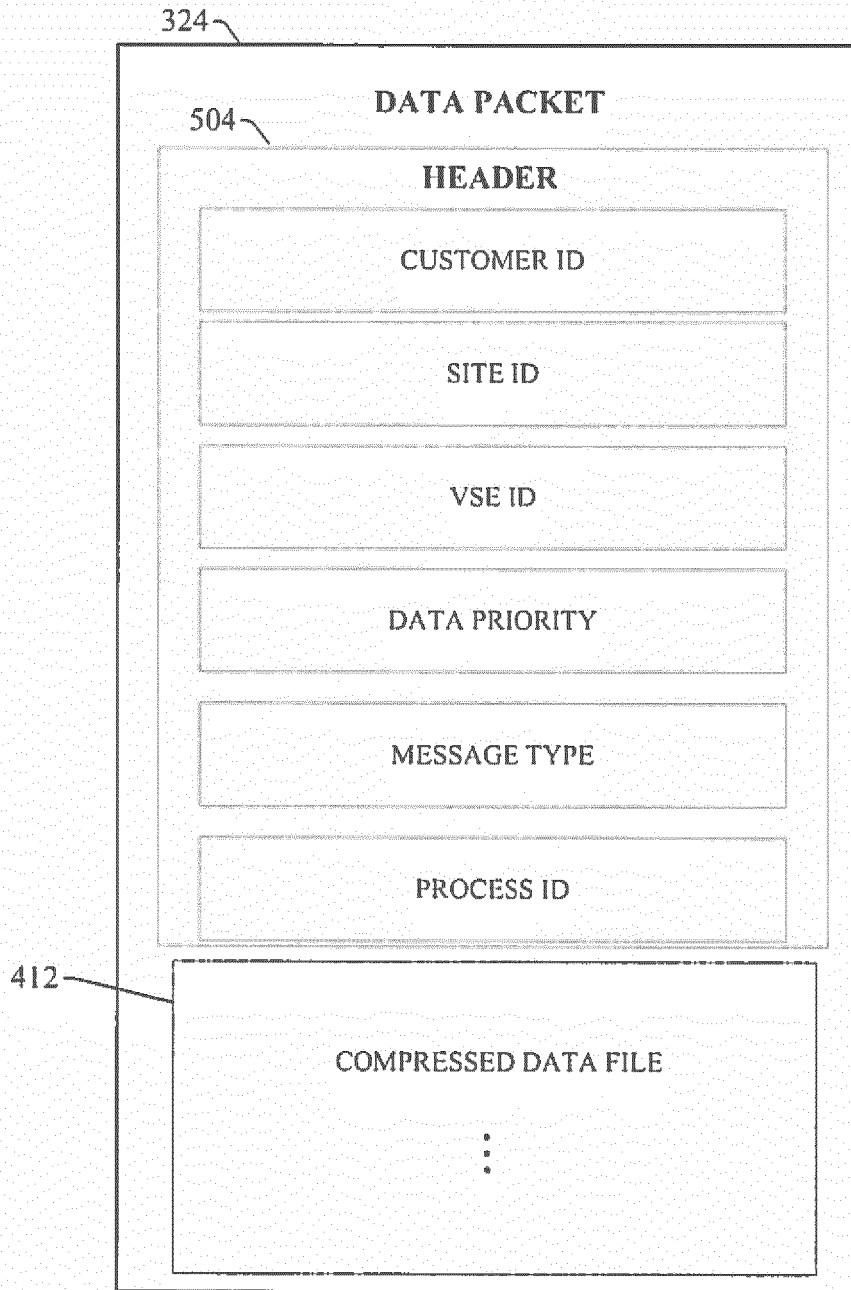 324
DATA PACKET
504
HEADER
CUSTOMER ID
SITE ID
VSE ID
DATA PRIORITY
MESSAGE TYPE
PROCESS ID
412
COMPRESSED DATA FILE